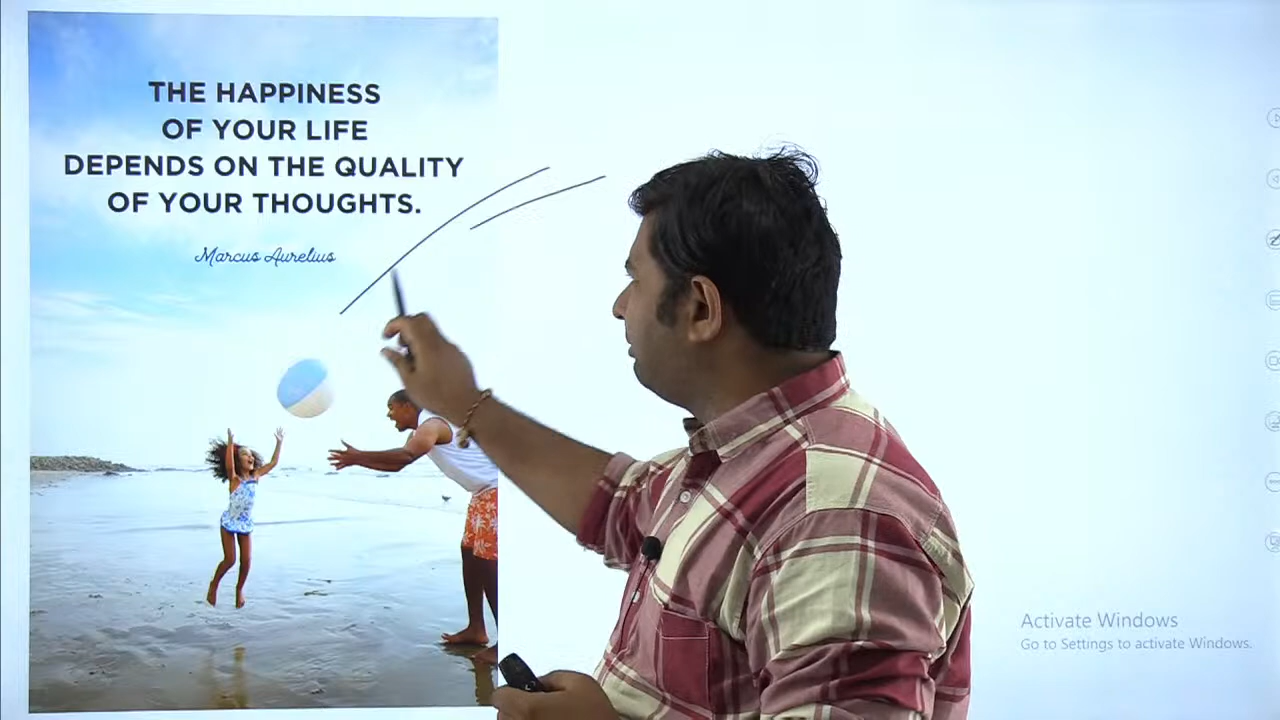 THE HAPPINESS
OF YOUR LIFE
DEPENDS ON THE QUALITY
OF YOUR THOUGHTS.
Marcus Aurelius
Activate Windows
Go to Settings to activate Windows.